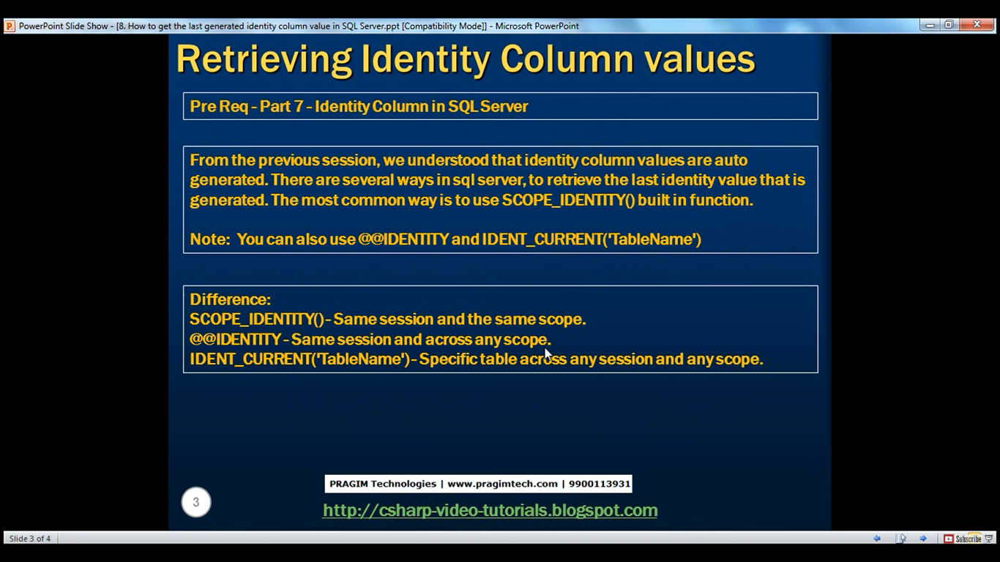 PowerPoint Slide Show - [8. How to get the last generated identity column value in SQL Server.ppt [Compatibility Mode]] - Microsoft PowerPoint
Retrieving Identity Column values
Pre Req - Part 7 - Identity Column in SQL Server
From the previous session, we understood that identity column values are auto
generated. There are several ways in sql server, to retrieve the last identity value that is
generated. The most common way is to use SCOPE_IDENTITY() built in function.
Note: You can also use @@IDENTITY and IDENT_CURRENT('TableName')
Difference:
SCOPE_IDENTITY() - Same session and the same scope.
@@IDENTITY - Same session and across any scope.
IDENT_CURRENT('TableName') - Specific table across any session and any scope.
PRAGIM Technologies | www.pragimtech.com | 9900113931
3
http://csharp-video-tutorials.blogspot.com
Slide 3 of 4
Subscribe